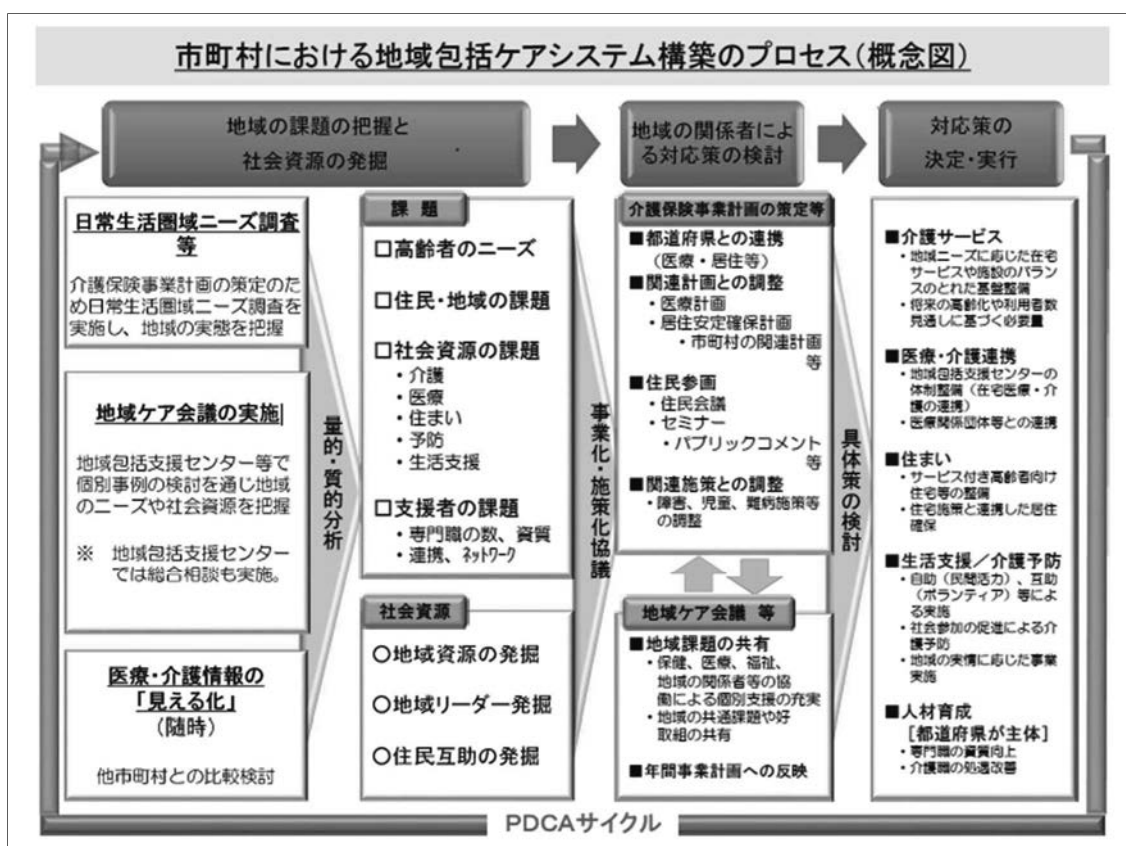 市町村における地域包括ケアシステム構築のプロセス（概念図）
地域の課題の把握と
社会資源の発掘
地域の関係者によ
る対応策の検討
対応策の
決定・実行
日常生活圏域ニーズ調査
等
介護保険事業計画の策定のた
め日常生活圏域ニーズ調査を
実施し、地域の実態を把握
地域ケア会議の実施
地域包括支援センター等で
個別事例の検討を通じ地域
のニーズや社会資源を把握
※ 地域包括支援センター
では総合相談も実施。
医療・介護情報の
「見える化」
（随時）
他市町村との比較検討
量的・質的分析
課 題
□高齢者のニーズ
□住民・地域の課題
□社会資源の課題
・介護
・医療
・住まい
・予防
・生活支援
□支援者の課題
・専門職の数、資質
・連携、ネットワーク
社会資源
○地域資源の発掘
○地域リーダー発掘
○住民互助の発掘
事業化・施策化協議
介護保険事業計画の策定等
■都道府県との連携
（医療・居住等）
■関連計画との調整
・医療計画
・居住安定確保計画
・市町村の関連計画
等
■住民参画
・住民会議
・セミナー
・パブリックコメント
等
■関連施策との調整
・障害、児童、難病施策等
の調整
地域ケア会議 等
■地域課題の共有
・保健、医療、福祉、
地域の関係者等の協
働による個別支援の充実
・地域の共通課題や好
取組の共有
■年間事業計画への反映
具体策の検討
■介護サービス
・地域ニーズに応じた在宅
サービスや施設のバラン
スのとれた基盤整備
・将来の高齢化や利用者数
見通しに基づく必要量
■医療・介護連携
・地域包括支援センターの
体制整備（在宅医療・介
護の連携）
・医療関係団体等との連携
■住まい
・サービス付き高齢者向け
住宅等の整備
・住宅施策と連携した居住
確保
■生活支援／介護予防
・自助（民間活力）、互助
（ボランティア）等によ
る実施
・社会参加の促進による介
護予防
・地域の実情に応じた事業
実施
■人材育成
［都道府県が主体］
・専門職の資質向上
・介護職の処遇改善
PDCAサイクル